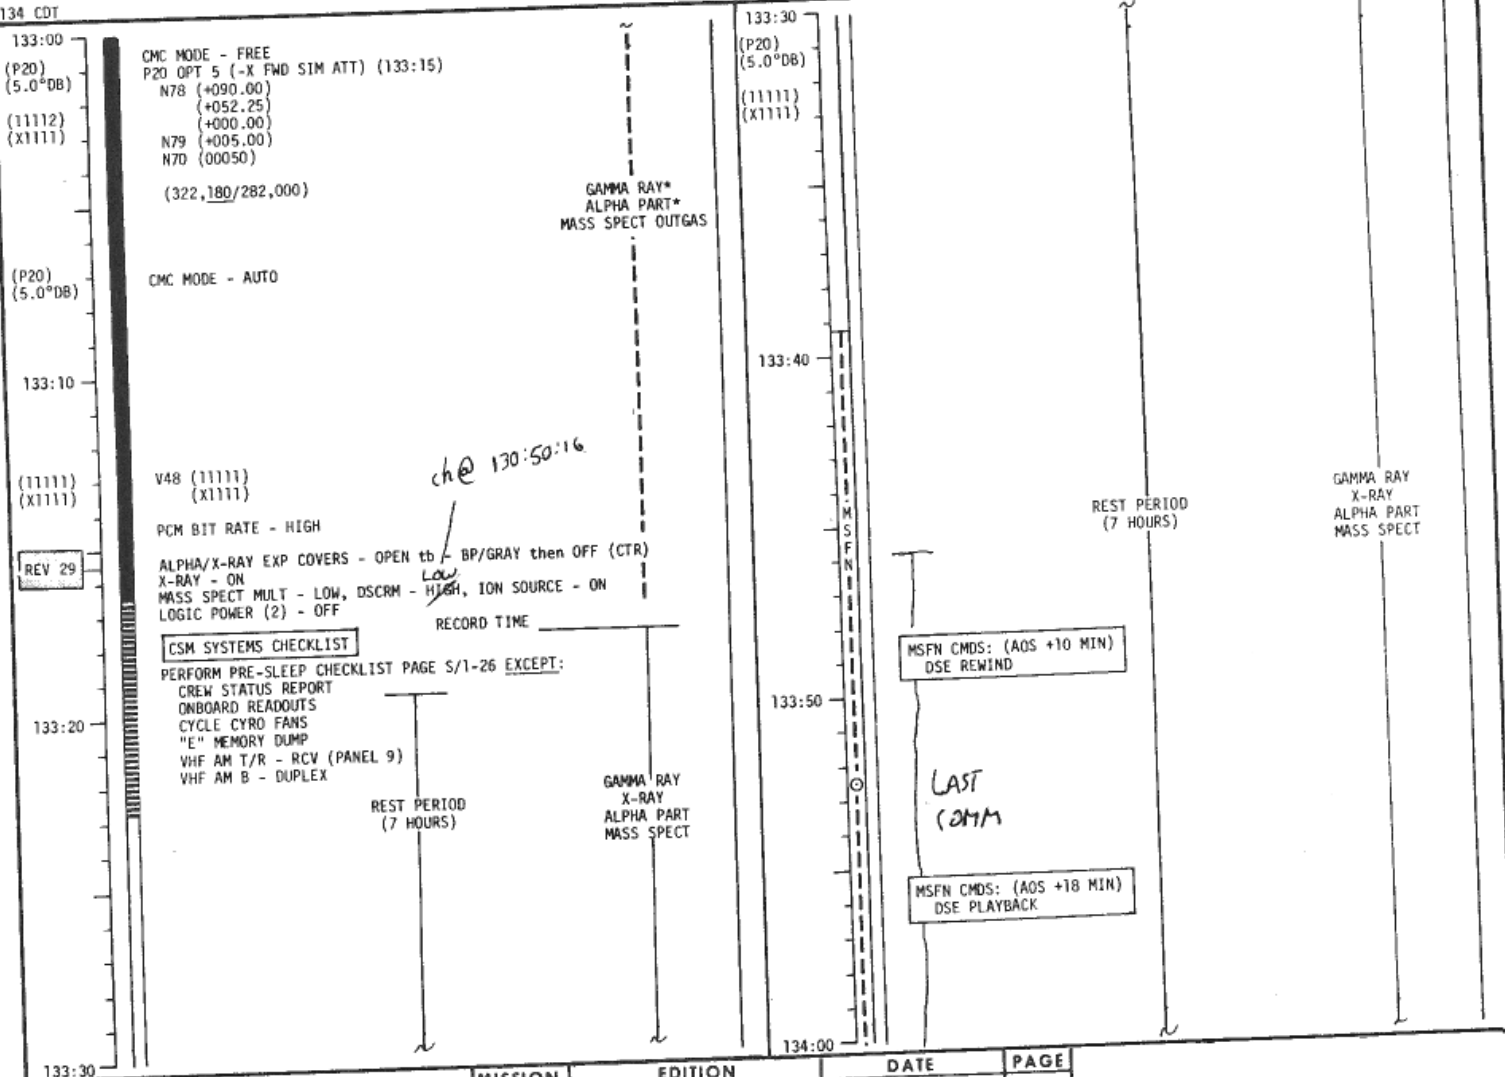 134 CDT
133:00
(P20)
(5.0°DB)
(11112)
(X1111)
CMC MODE - FREE
P20 OPT 5 (-X FWD SIM ATT) (133:15)
N78 (+090.00)
(+052.25)
(+000.00)
N79 (+005.00)
N70 (00050)
(322,180/282,000)
GAMMA RAY*
ALPHA PART*
MASS SPECT OUTGAS
(P20)
(5.0°DB)
CMC MODE - AUTO
133:10
ch@ 130:50:16
(11111)
(X1111)
V48 (11111)
(X1111)
PCM BIT RATE - HIGH
REV 29
ALPHA/X-RAY EXP COVERS - OPEN tb - BP/GRAY then OFF (CTR)
X-RAY - ON
LOW
MASS SPECT MULT - LOW, DSCRM - HIGH, ION SOURCE - ON
LOGIC POWER (2) - OFF
RECORD TIME
CSM SYSTEMS CHECKLIST
PERFORM PRE-SLEEP CHECKLIST PAGE S/1-26 EXCEPT:
CREW STATUS REPORT
ONBOARD READOUTS
CYCLE CYRO FANS
"E" MEMORY DUMP
VHF AM T/R - RCV (PANEL 9)
VHF AM B - DUPLEX
133:20
REST PERIOD
(7 HOURS)
GAMMA RAY
X-RAY
ALPHA PART
MASS SPECT
133:30
133:30
(P20)
(5.0°DB)
(11111)
(X1111)
133:40
MSFN
REST PERIOD
(7 HOURS)
GAMMA RAY
X-RAY
ALPHA PART
MASS SPECT
MSFN CMDS: (AOS +10 MIN)
DSE REWIND
133:50
LAST
COMM
MSFN CMDS: (AOS +18 MIN)
DSE PLAYBACK
134:00
MISSION
EDITION
DATE
PAGE